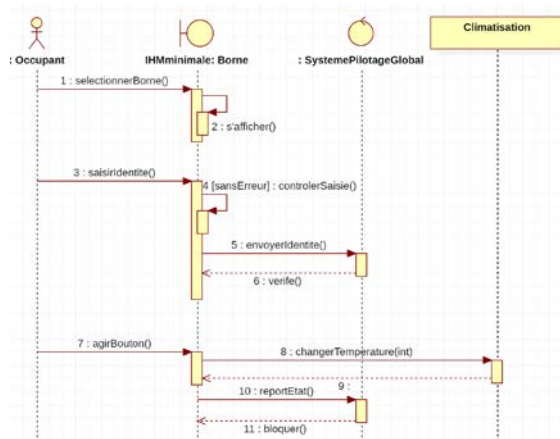 Climatisation
: Occupant
IHMminimale: Borne
: SystemePilotageGlobal
1 : selectionnerBorne()
2 : s'afficher()
3 : saisirIdentite()
4 [sansErreur] : controlerSaisie()
5 : envoyerIdentite()
6 : verife()
7 : agirBouton()
8 : changerTemperature(int)
9 :
10 : reportEtat()
11 : bloquer()